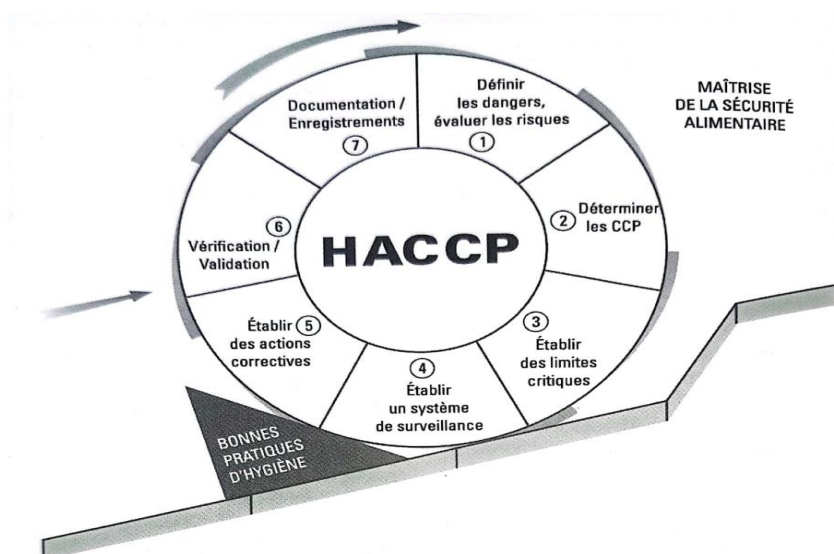 MAÎTRISE
DE LA SÉCURITÉ
ALIMENTAIRE
HACCP
Définir
les dangers,
évaluer les risques
1
2 Déterminer
les CCP
3
Établir
des limites
critiques
4
Établir
un système
de surveillance
Établir 5
des actions
correctives
6
Vérification /
Validation
Documentation /
Enregistrements
7
BONNES
PRATIQUES
D'HYGIÈNE